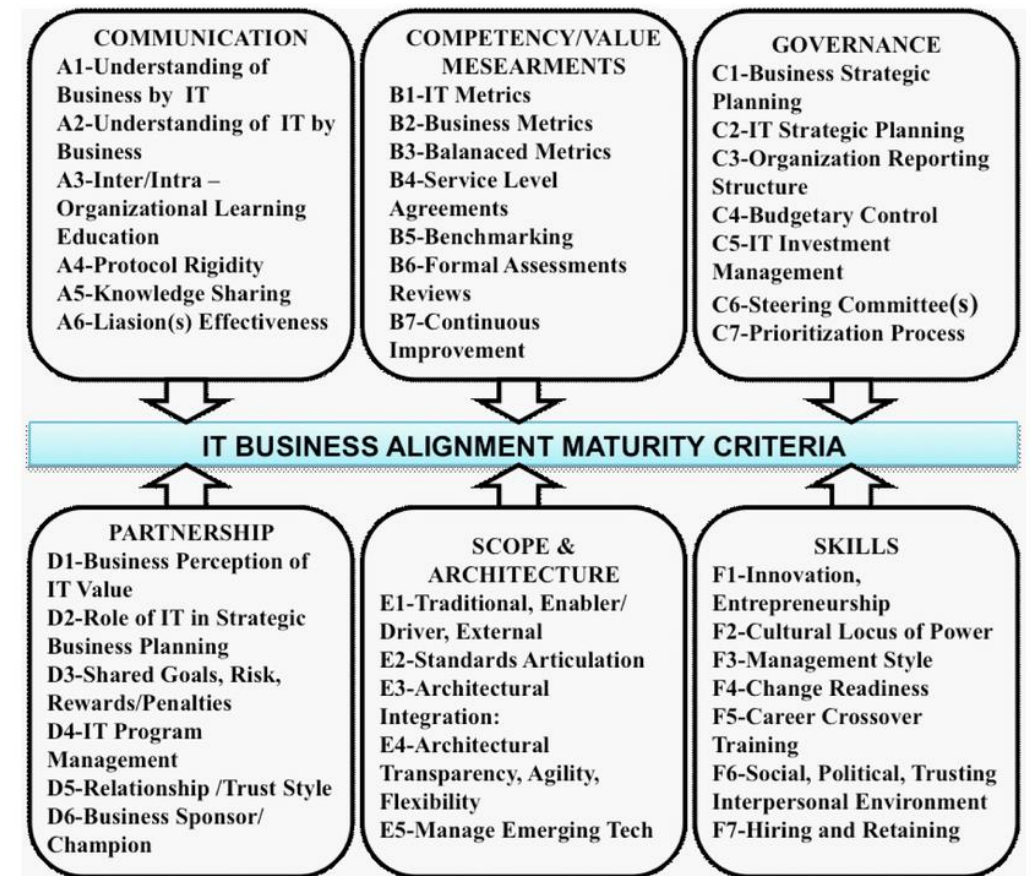 COMMUNICATION
A1-Understanding of
Business by IT
A2-Understanding of IT by
Business
A3-Inter/Intra –
Organizational Learning
Education
A4-Protocol Rigidity
A5-Knowledge Sharing
A6-Liasion(s) Effectiveness
COMPETENCY/VALUE
MESEARMENTS
B1-IT Metrics
B2-Business Metrics
B3-Balanaced Metrics
B4-Service Level
Agreements
B5-Benchmarking
B6-Formal Assessments
Reviews
B7-Continuous
Improvement
GOVERNANCE
C1-Business Strategic
Planning
C2-IT Strategic Planning
C3-Organization Reporting
Structure
C4-Budgetary Control
C5-IT Investment
Management
C6-Steering Committee(s)
C7-Prioritization Process
IT BUSINESS ALIGNMENT MATURITY CRITERIA
PARTNERSHIP
D1-Business Perception of
IT Value
D2-Role of IT in Strategic
Business Planning
D3-Shared Goals, Risk,
Rewards/Penalties
D4-IT Program
Management
D5-Relationship /Trust Style
D6-Business Sponsor/
Champion
SCOPE &
ARCHITECTURE
E1-Traditional, Enabler/
Driver, External
E2-Standards Articulation
E3-Architectural
Integration:
E4-Architectural
Transparency, Agility,
Flexibility
E5-Manage Emerging Tech
SKILLS
F1-Innovation,
Entrepreneurship
F2-Cultural Locus of Power
F3-Management Style
F4-Change Readiness
F5-Career Crossover
Training
F6-Social, Political, Trusting
Interpersonal Environment
F7-Hiring and Retaining